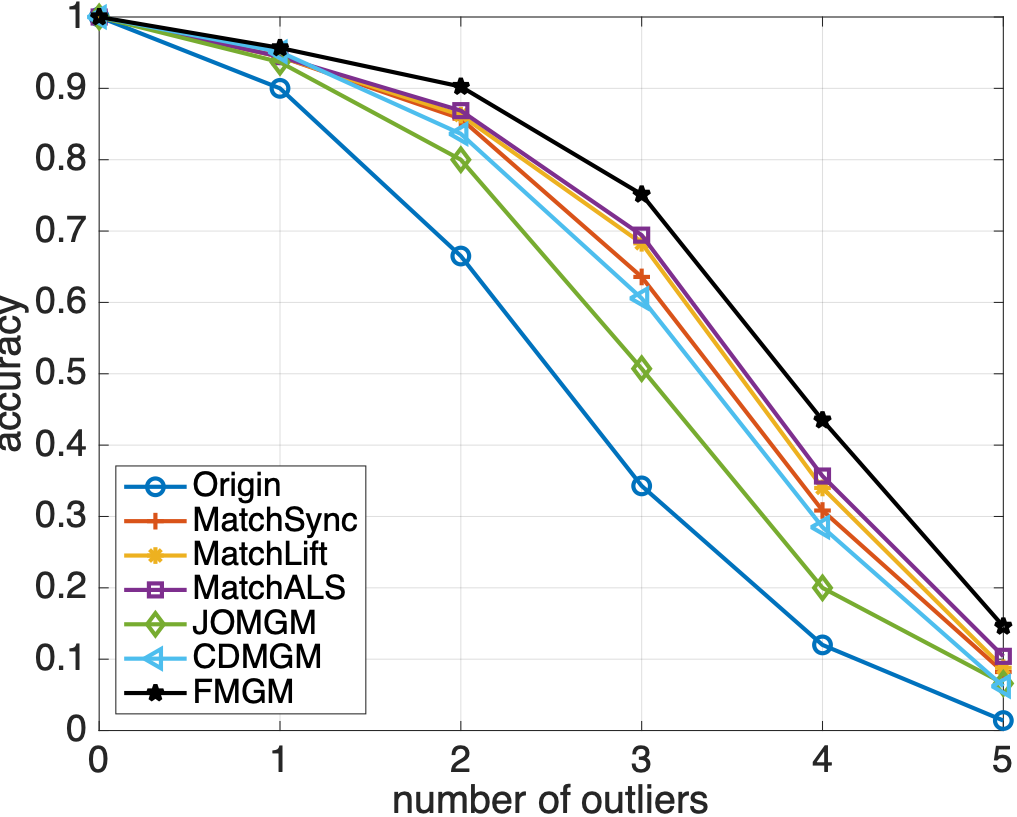 1
0.9
0.8
0.7
0.6
0.5
0.4
0.3
0.2
0.1
0
accuracy
Origin
MatchSync
MatchLift
MatchALS
JOMGM
CDMGM
FMGM
0 1 2 3 4 5
number of outliers